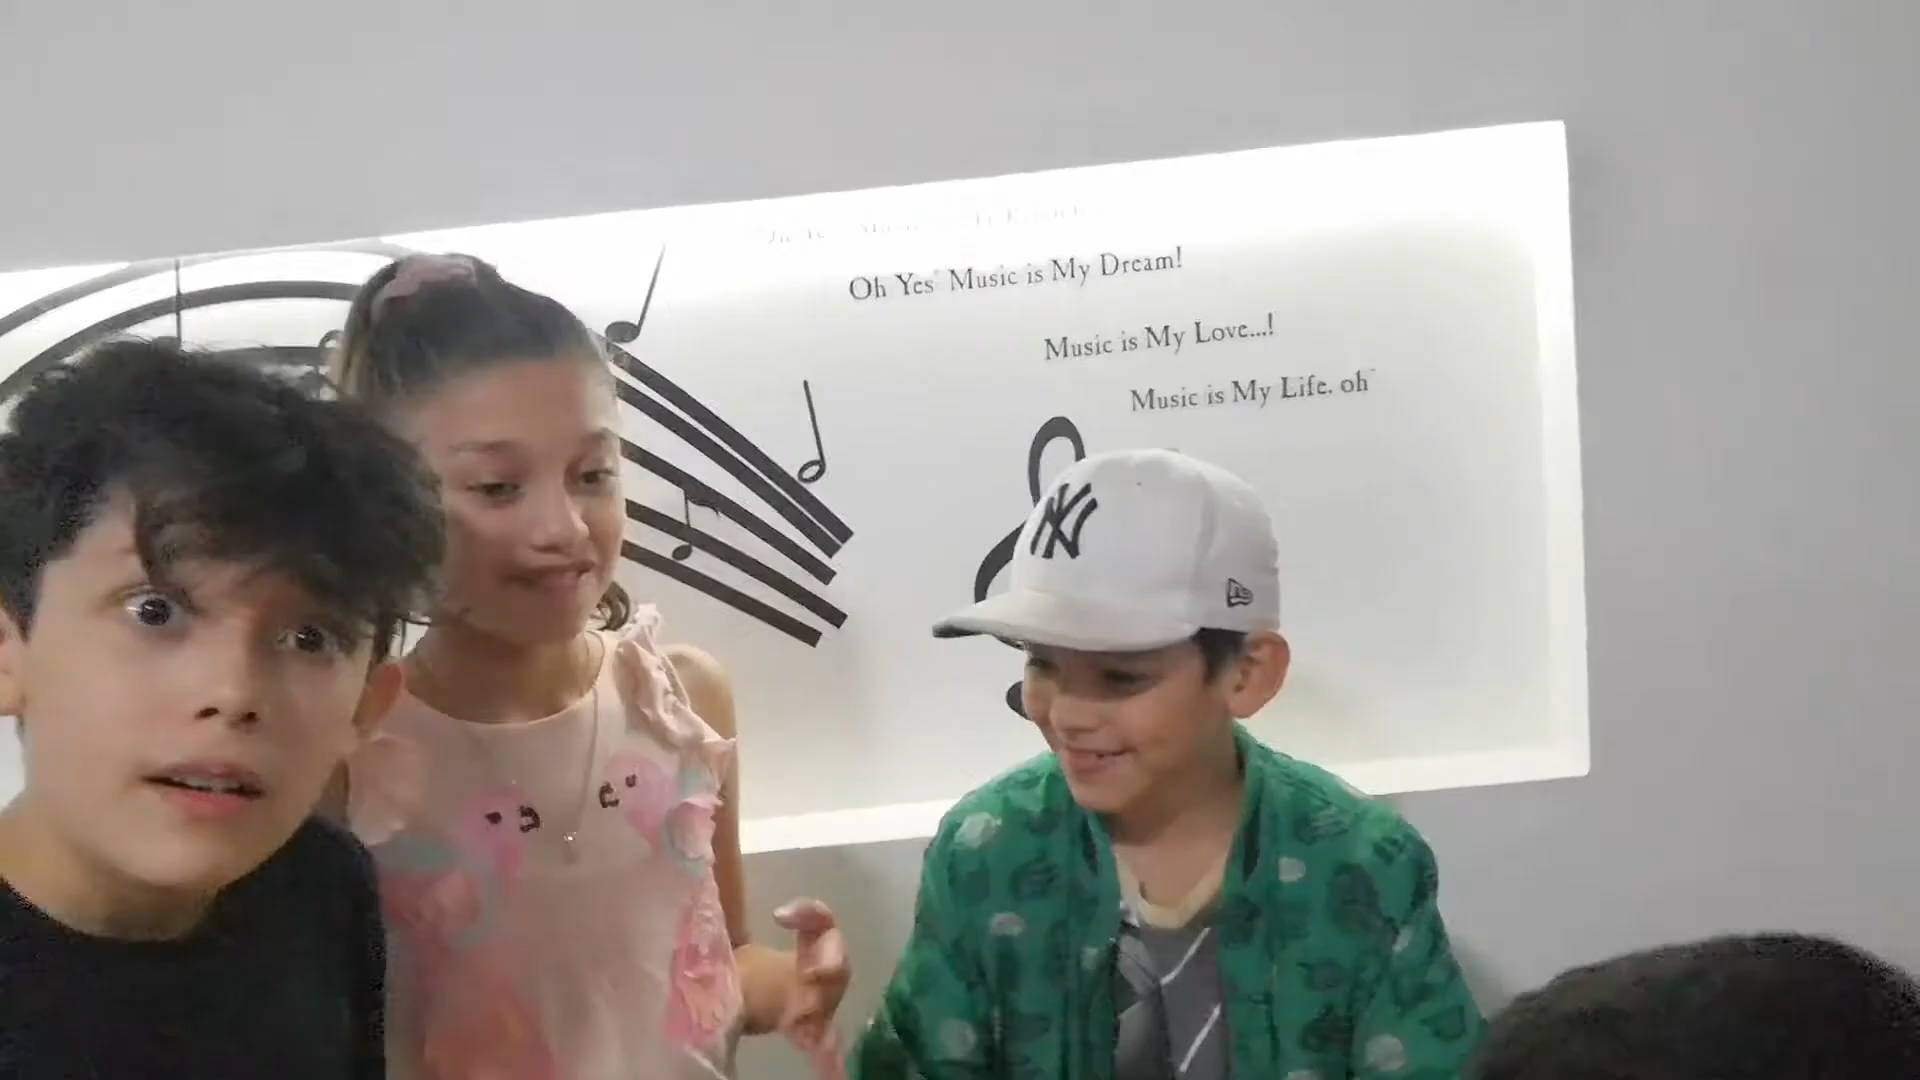 Oh Yes Music is My Dream!
Music is My Love...!
Music is My Life. oh
NY